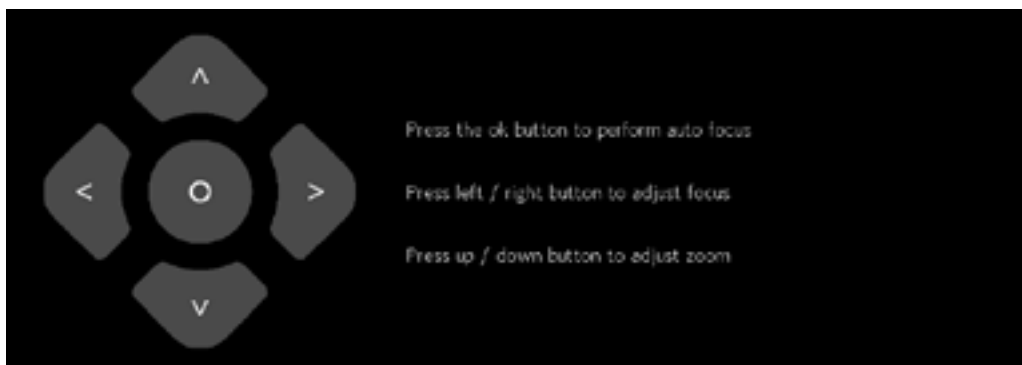 Press the ok button to perform auto focus
Press left / right button to adjust focus
Press up / down button to adjust zoom